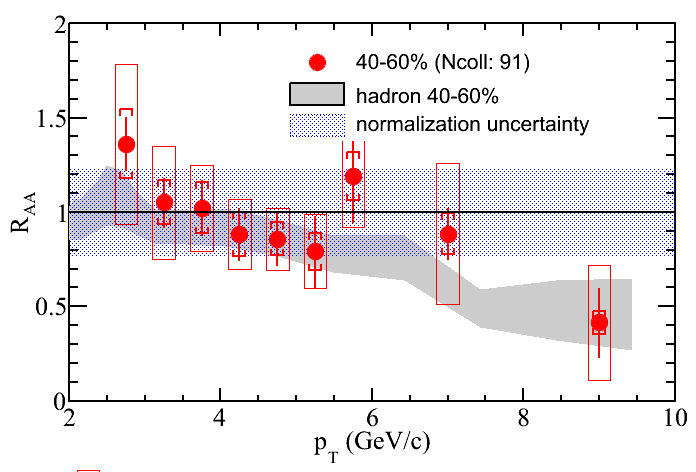 2
40-60% (Ncoll: 91)
hadron 40-60%
normalization uncertainty
1.5
R_AA
1
0.5
0
2 4 6 8 10
p_T (GeV/c)